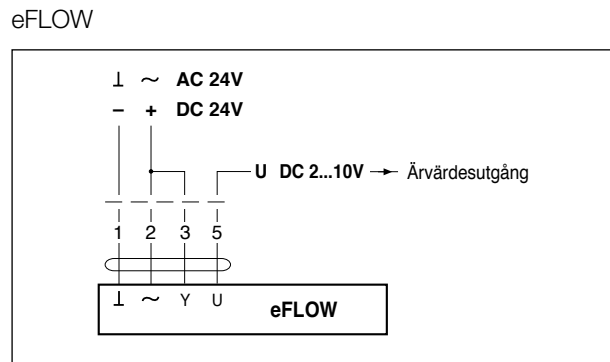 eFLOW
⊥ ~ AC 24V
– + DC 24V
U DC 2...10V Ärvärdesutgång
1 2 3 5
⊥ ~ Y U eFLOW